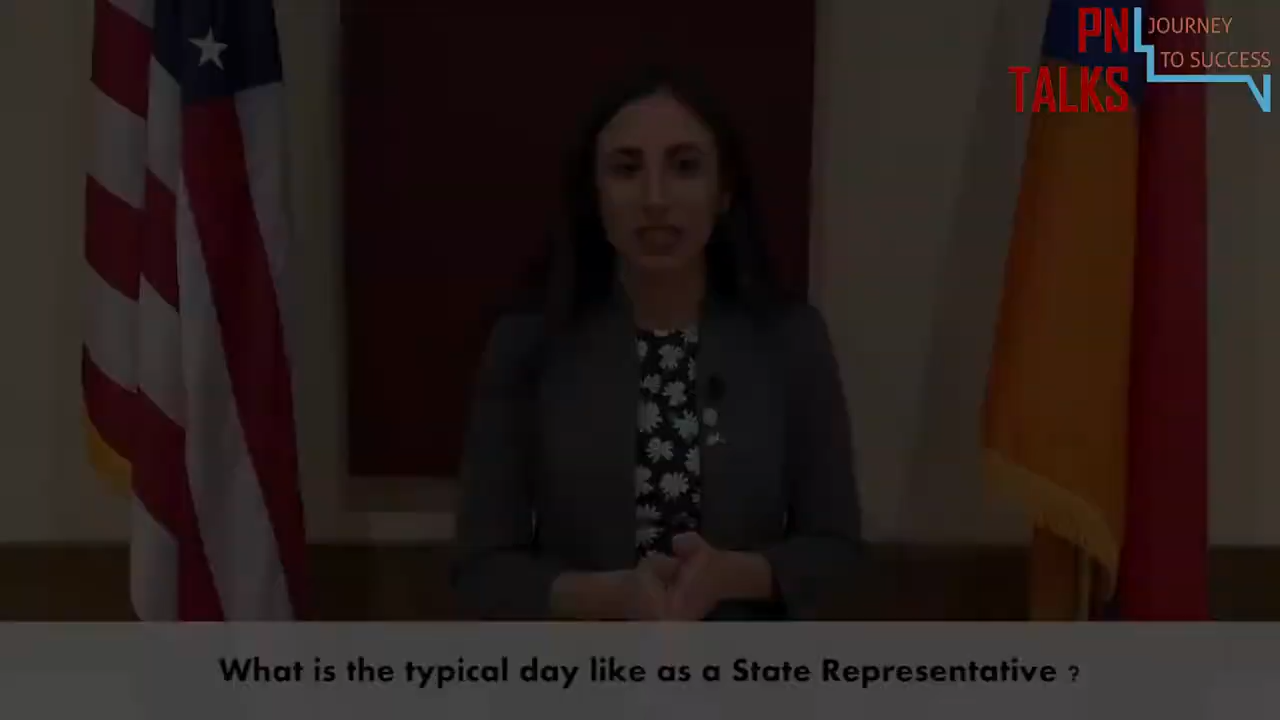 PN
TALKS
JOURNEY
TO SUCCESS
What is the typical day like as a State Representative ?